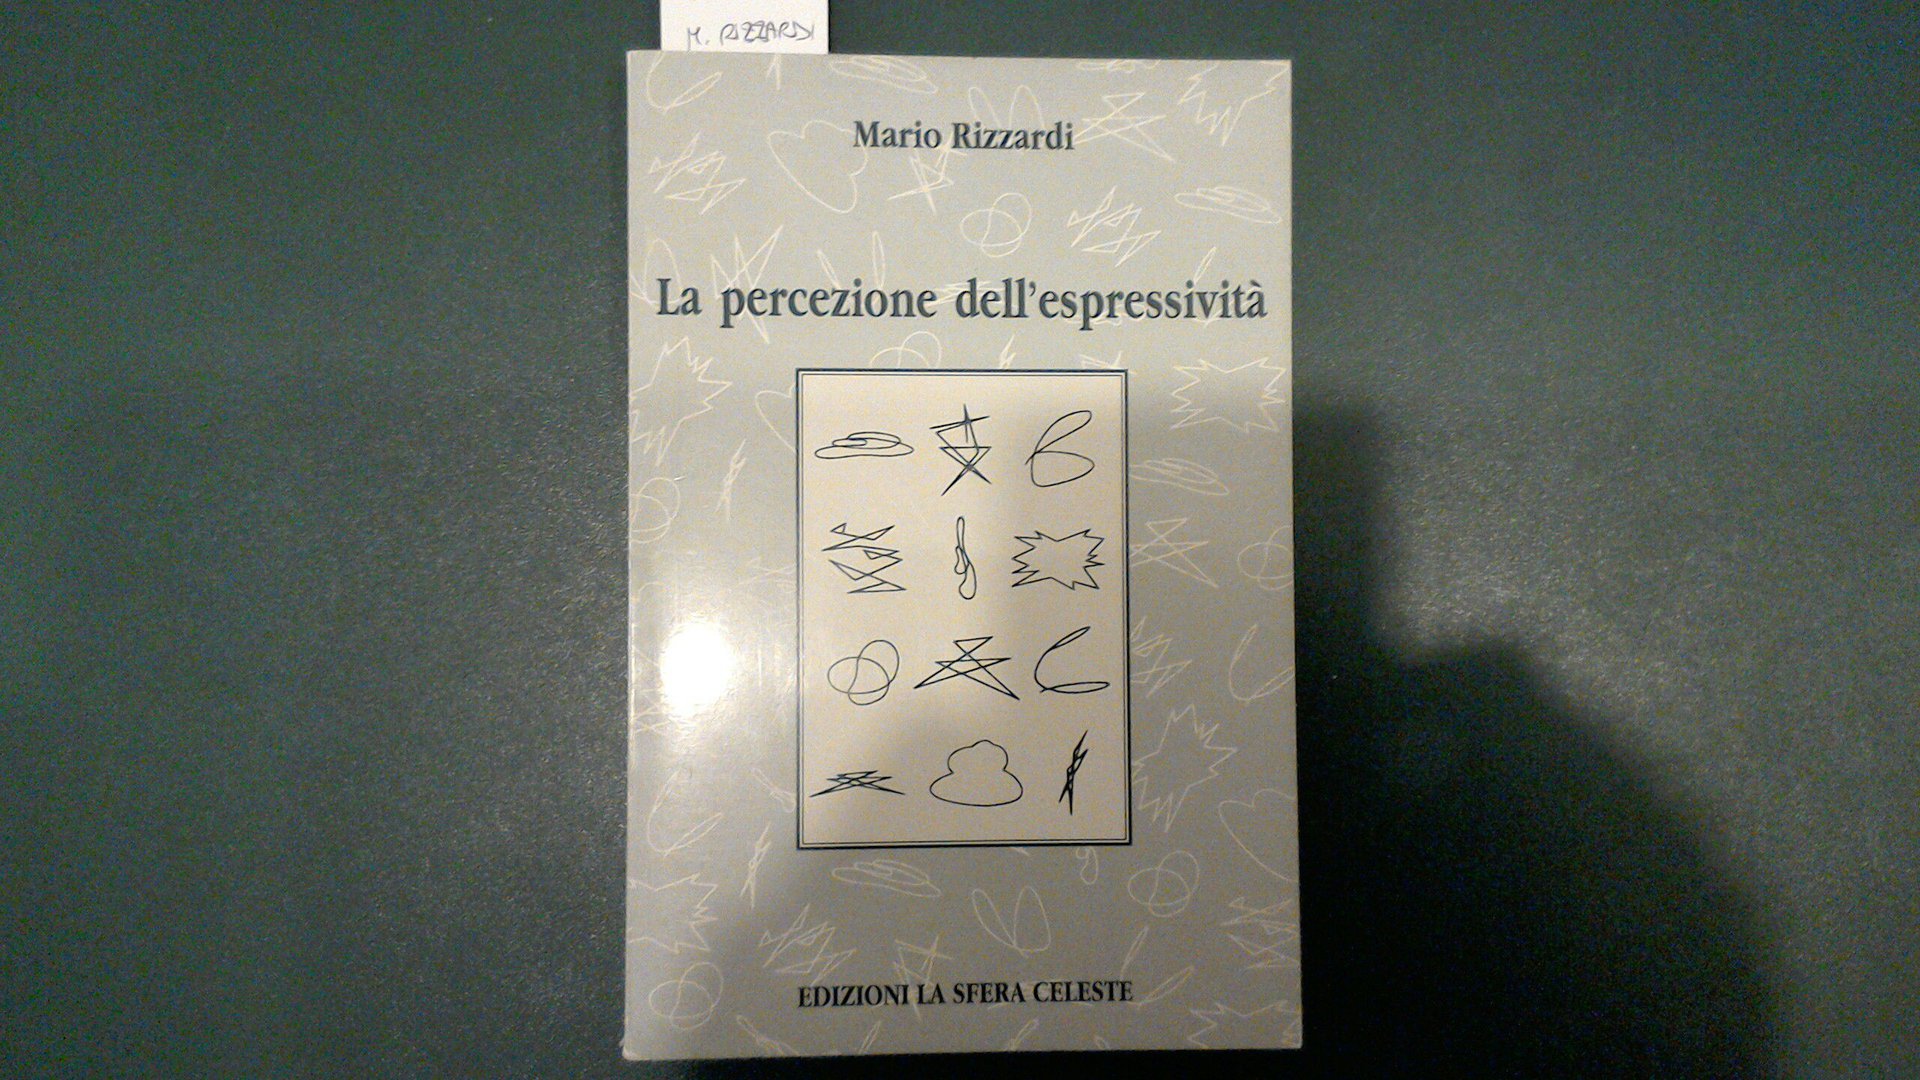 M. RIZZARDI
Mario Rizzardi
La percezione dell'espressività
EDIZIONI LA SFERA CELESTE